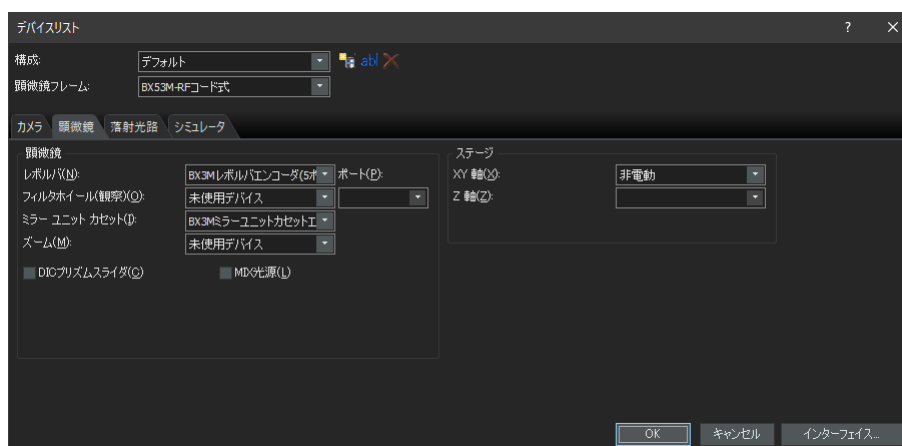 デバイスリスト ? ×
構成: デフォルト abl
顕微鏡フレーム: BX53M-RFコード式
カメラ 顕微鏡 落射光路 シミュレータ
顕微鏡
レボルバ(N): BX3Mレボルバエンコーダ(5ポ ポート(P):
フィルタホイール(観察)(O): 未使用デバイス
ミラー ユニット カセット(I): BX3Mミラーユニットカセットエ
ズーム(M): 未使用デバイス
DICプリズムスライダ(C) MIX光源(L)
ステージ
XY 軸(X): 非電動
Z 軸(Z):
OK キャンセル インターフェイス...